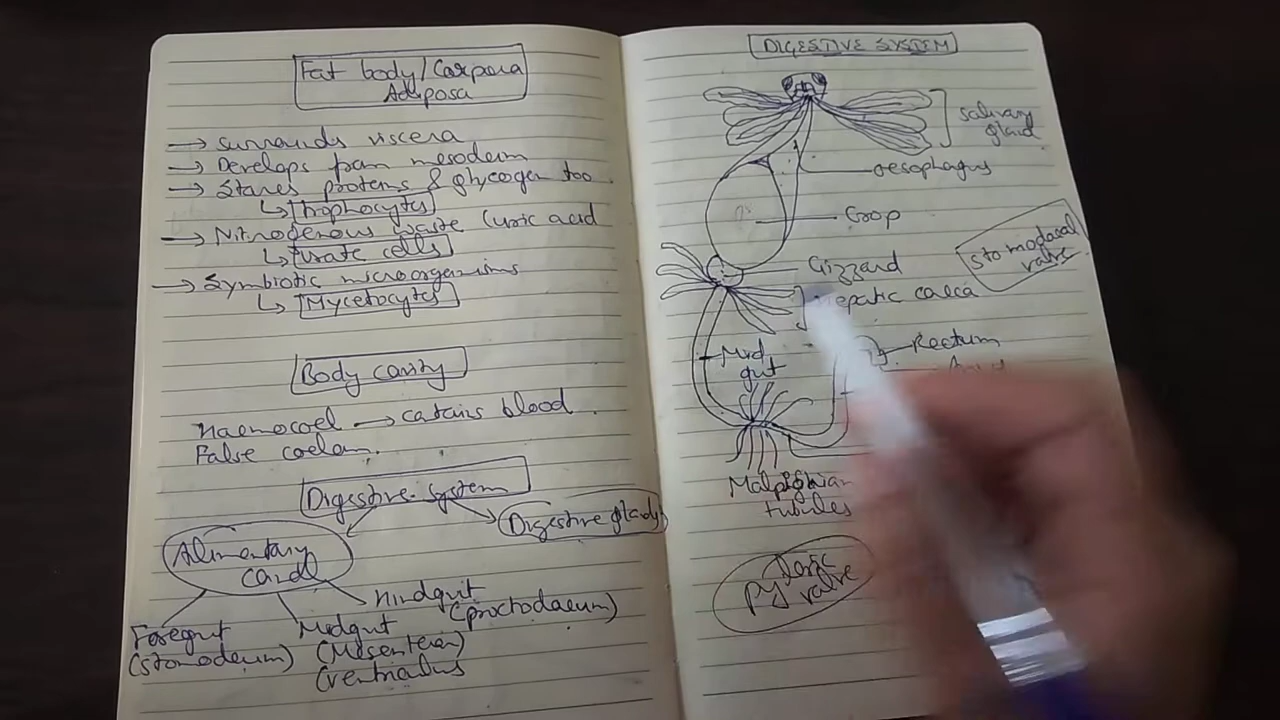 Fat body / Corpora
Adiposa
→ Surrounds viscera
→ Develops from mesoderm
→ Stores proteins & glycogen too.
↳ Trophocytes
→ Nitrogenous waste (uric acid
↳ urate cells
→ Symbiotic microorganisms
↳ Mycetocytes
Body cavity
Haemocoel → contains blood.
False coelom.
Digestive system
Alimentary
canal
Digestive glands
Foregut
(stomodeum)
Midgut
(Mesenteron)
(ventriculus
Hindgut
(proctodaeum)
DIGESTIVE SYSTEM
salivary
gland
oesophagus
Crop
Stomodaeal
valve
Gizzard
Hepatic caeca
Mid
gut
Rectum
Malpighian
tubules
Pyloric
valve